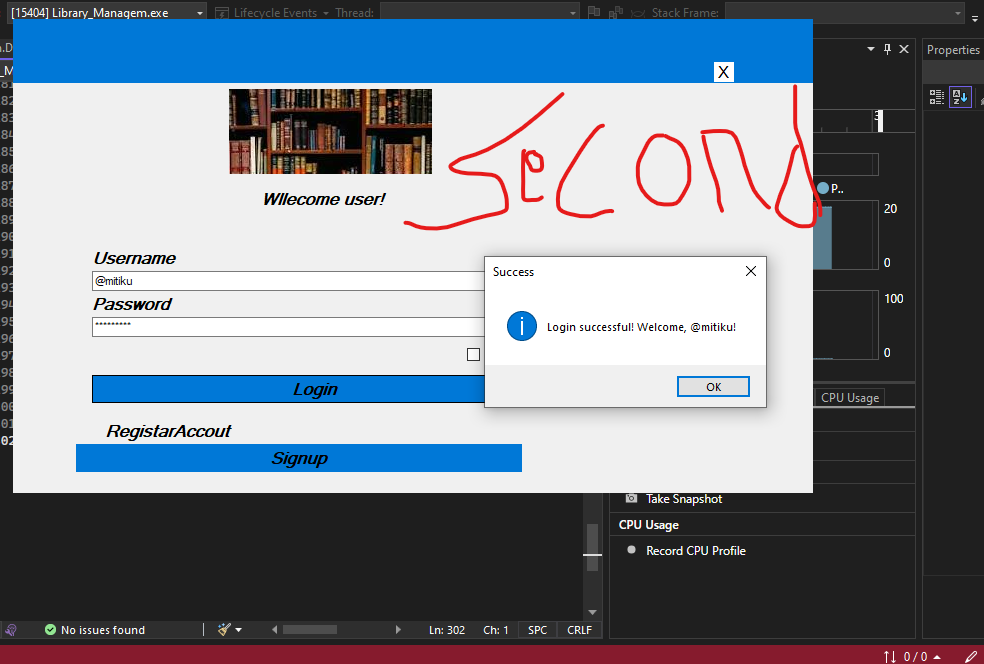 [15404] Library_Managem.exe
Lifecycle Events
Thread:
Stack Frame:
Properties
X
Second
P..
20
0
100
0
Wllecome user!
Username
@mitiku
Password
*********
Login
RegistarAccout
Signup
Success
Login successful! Welcome, @mitiku!
OK
CPU Usage
Take Snapshot
CPU Usage
Record CPU Profile
No issues found
Ln: 302
Ch: 1
SPC
CRLF
0 / 0